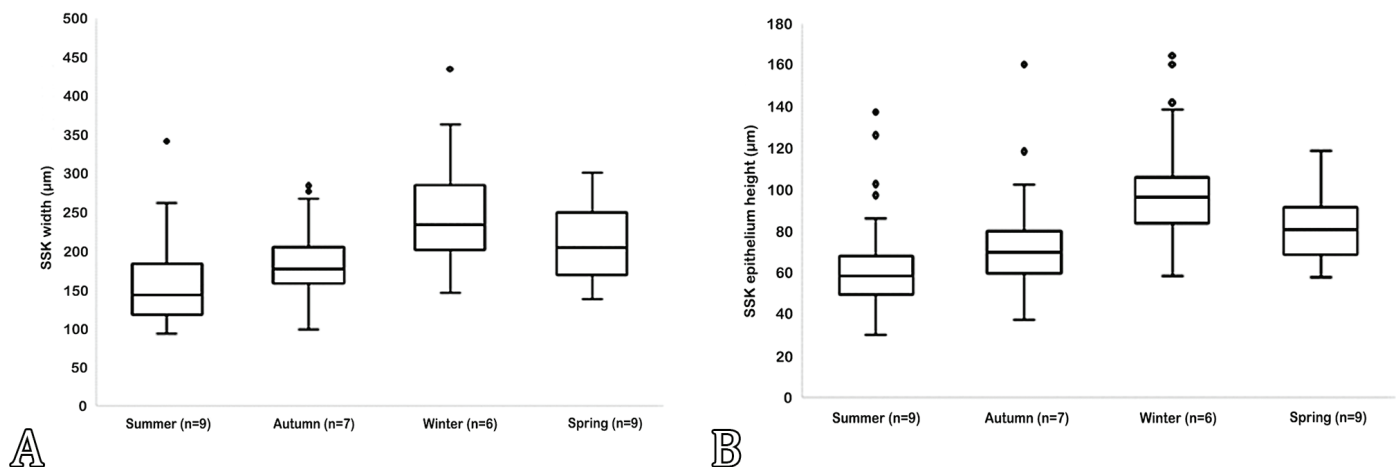 500
450
400
350
300
250
200
150
100
50
0
SSK width (µm)
Summer (n=9)
Autumn (n=7)
Winter (n=6)
Spring (n=9)
A
180
160
140
120
100
80
60
40
20
0
SSK epithelium height (µm)
Summer (n=9)
Autumn (n=7)
Winter (n=6)
Spring (n=9)
B